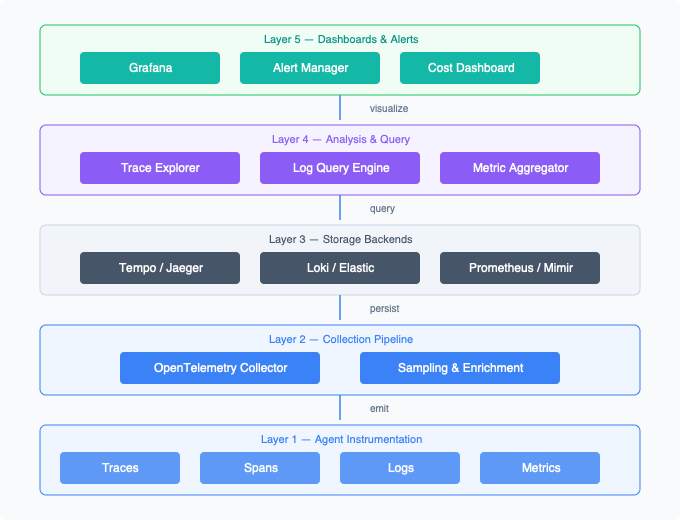 Layer 5 — Dashboards & Alerts
Grafana
Alert Manager
Cost Dashboard
visualize
Layer 4 — Analysis & Query
Trace Explorer
Log Query Engine
Metric Aggregator
query
Layer 3 — Storage Backends
Tempo / Jaeger
Loki / Elastic
Prometheus / Mimir
persist
Layer 2 — Collection Pipeline
OpenTelemetry Collector
Sampling & Enrichment
emit
Layer 1 — Agent Instrumentation
Traces
Spans
Logs
Metrics